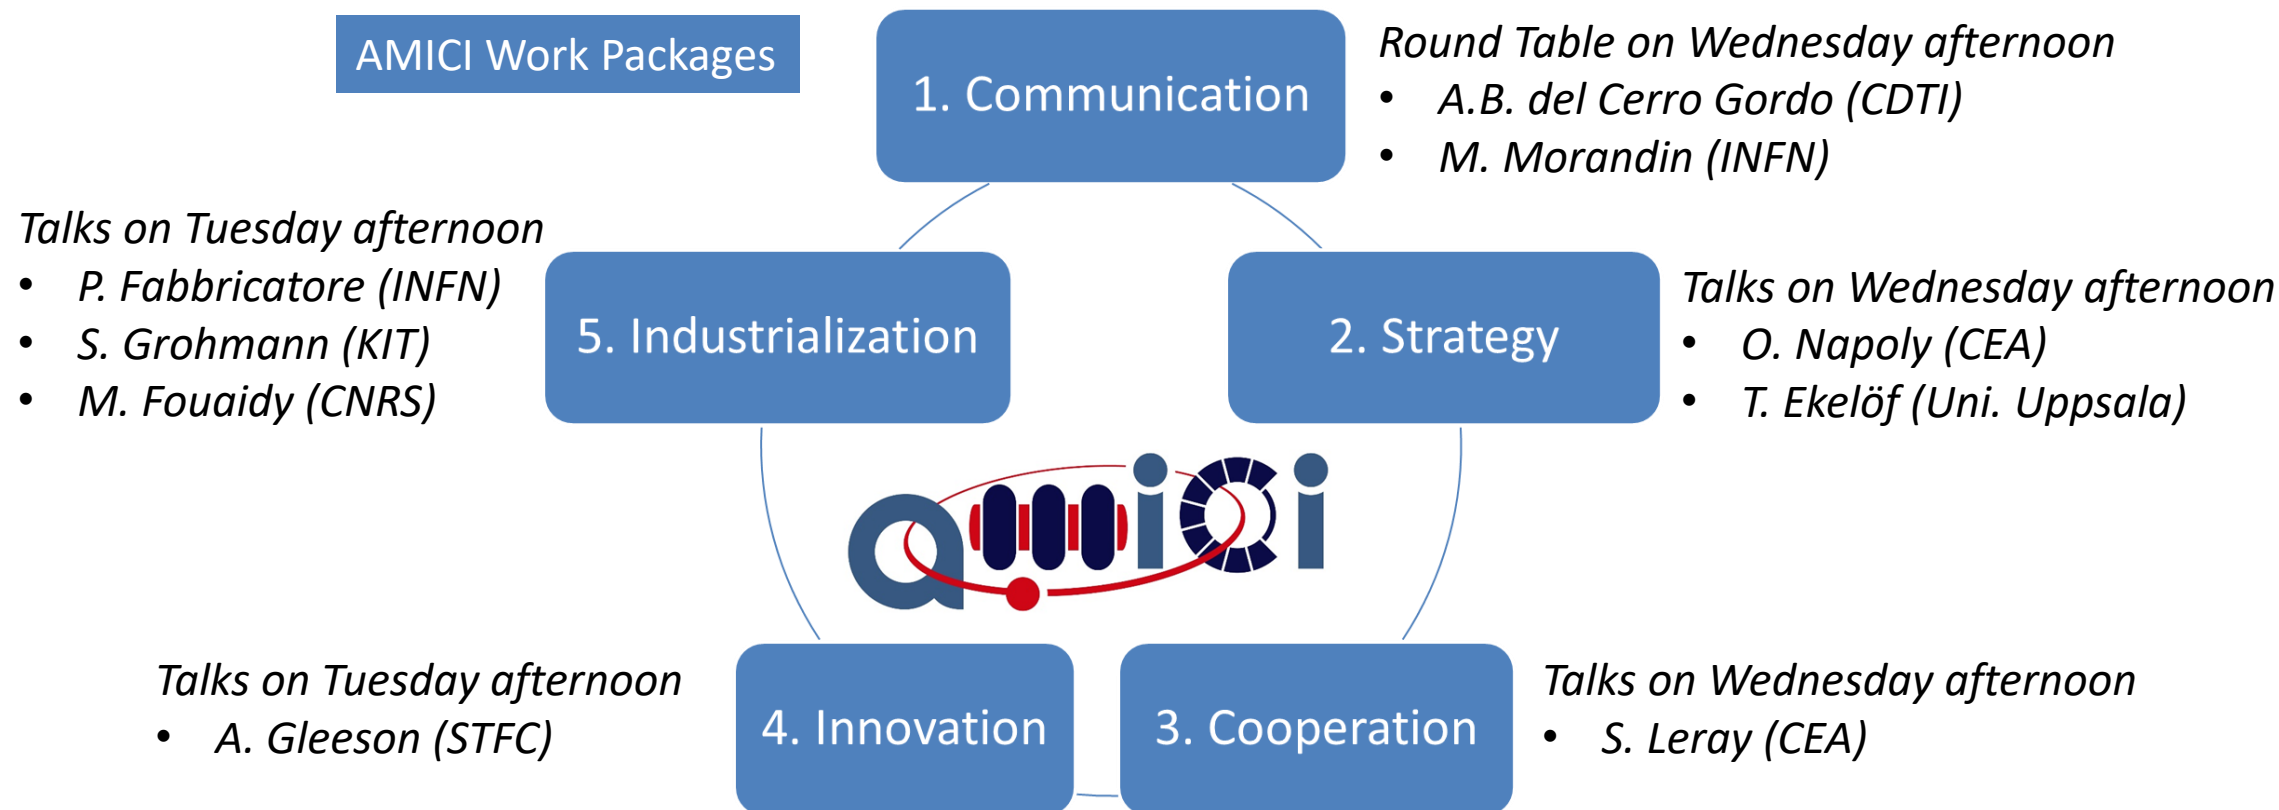 AMICI Work Packages
1. Communication
Round Table on Wednesday afternoon
• A.B. del Cerro Gordo (CDTI)
• M. Morandin (INFN)
Talks on Tuesday afternoon
• P. Fabbricatore (INFN)
• S. Grohmann (KIT)
• M. Fouaidy (CNRS)
5. Industrialization
2. Strategy
Talks on Wednesday afternoon
• O. Napoly (CEA)
• T. Ekelöf (Uni. Uppsala)
amici
Talks on Tuesday afternoon
• A. Gleeson (STFC)
4. Innovation
3. Cooperation
Talks on Wednesday afternoon
• S. Leray (CEA)